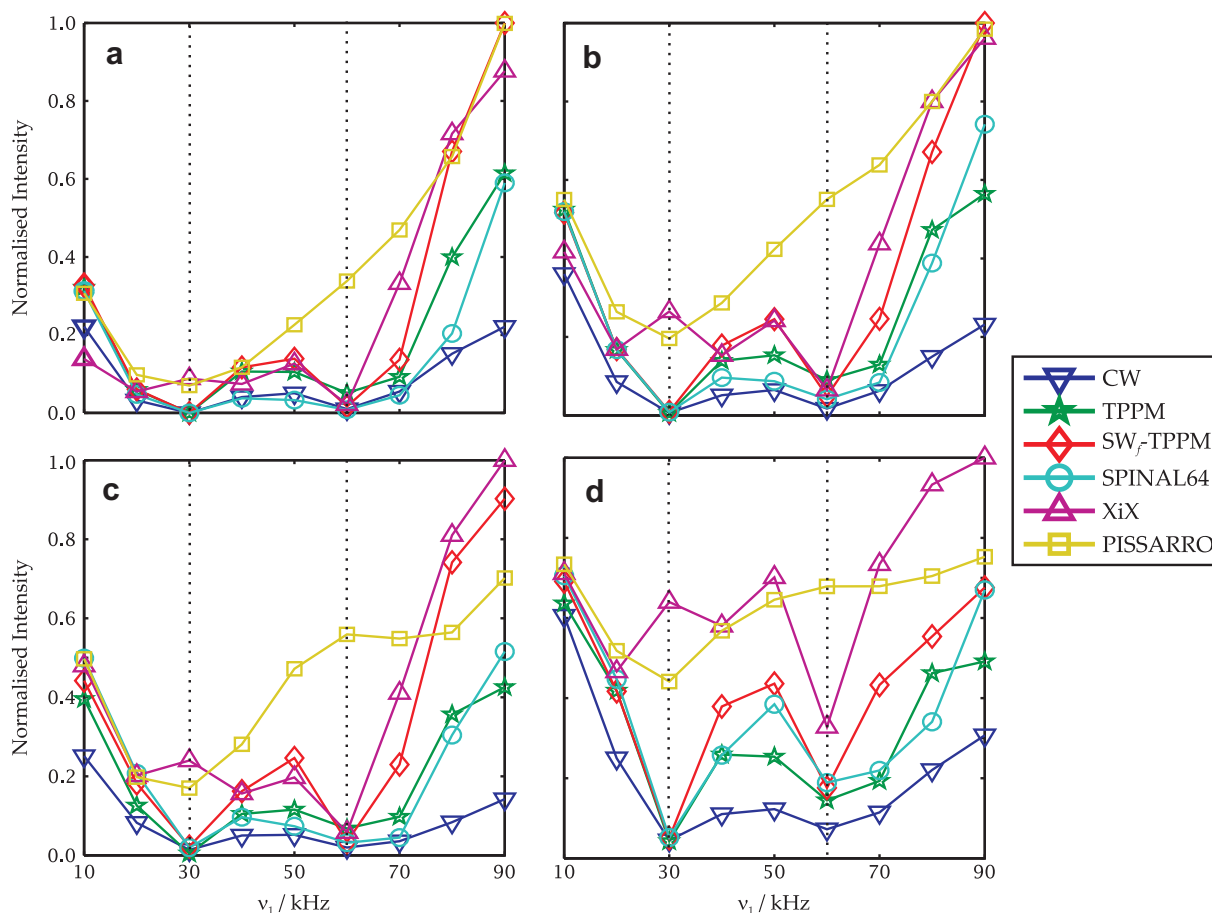 a
b
Normalised Intensity
1.0
0.8
0.6
0.4
0.2
0.0
c
d
Normalised Intensity
1.0
0.8
0.6
0.4
0.2
0.0
10 30 50 70 90
10 30 50 70 90
ν₁ / kHz
ν₁ / kHz
CW
TPPM
SWf-TPPM
SPINAL64
XiX
PISSARRO